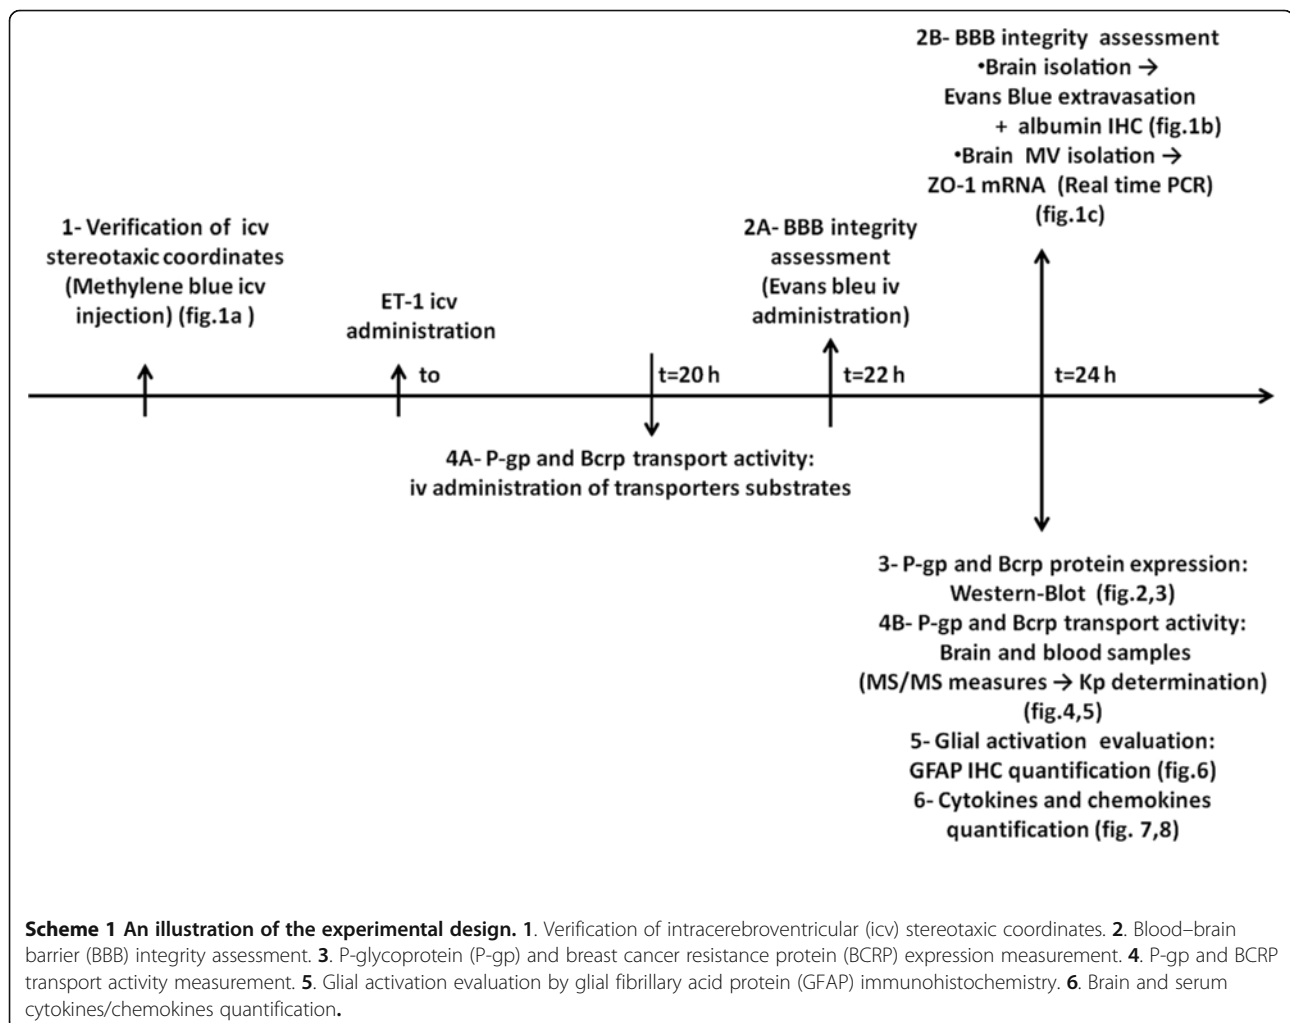 2B- BBB integrity assessment
•Brain isolation →
Evans Blue extravasation
+ albumin IHC (fig.1b)
•Brain MV isolation →
ZO-1 mRNA (Real time PCR)
(fig.1c)
1- Verification of icv
stereotaxic coordinates
(Methylene blue icv
injection) (fig.1a )
ET-1 icv
administration
2A- BBB integrity
assessment
(Evans bleu iv
administration)
to
t=20 h
t=22 h
t=24 h
4A- P-gp and Bcrp transport activity:
iv administration of transporters substrates
3- P-gp and Bcrp protein expression:
Western-Blot (fig.2,3)
4B- P-gp and Bcrp transport activity:
Brain and blood samples
(MS/MS measures → Kp determination)
(fig.4,5)
5- Glial activation evaluation:
GFAP IHC quantification (fig.6)
6- Cytokines and chemokines
quantification (fig. 7,8)
Scheme 1 An illustration of the experimental design. 1. Verification of intracerebroventricular (icv) stereotaxic coordinates. 2. Blood–brain
barrier (BBB) integrity assessment. 3. P-glycoprotein (P-gp) and breast cancer resistance protein (BCRP) expression measurement. 4. P-gp and BCRP
transport activity measurement. 5. Glial activation evaluation by glial fibrillary acid protein (GFAP) immunohistochemistry. 6. Brain and serum
cytokines/chemokines quantification.